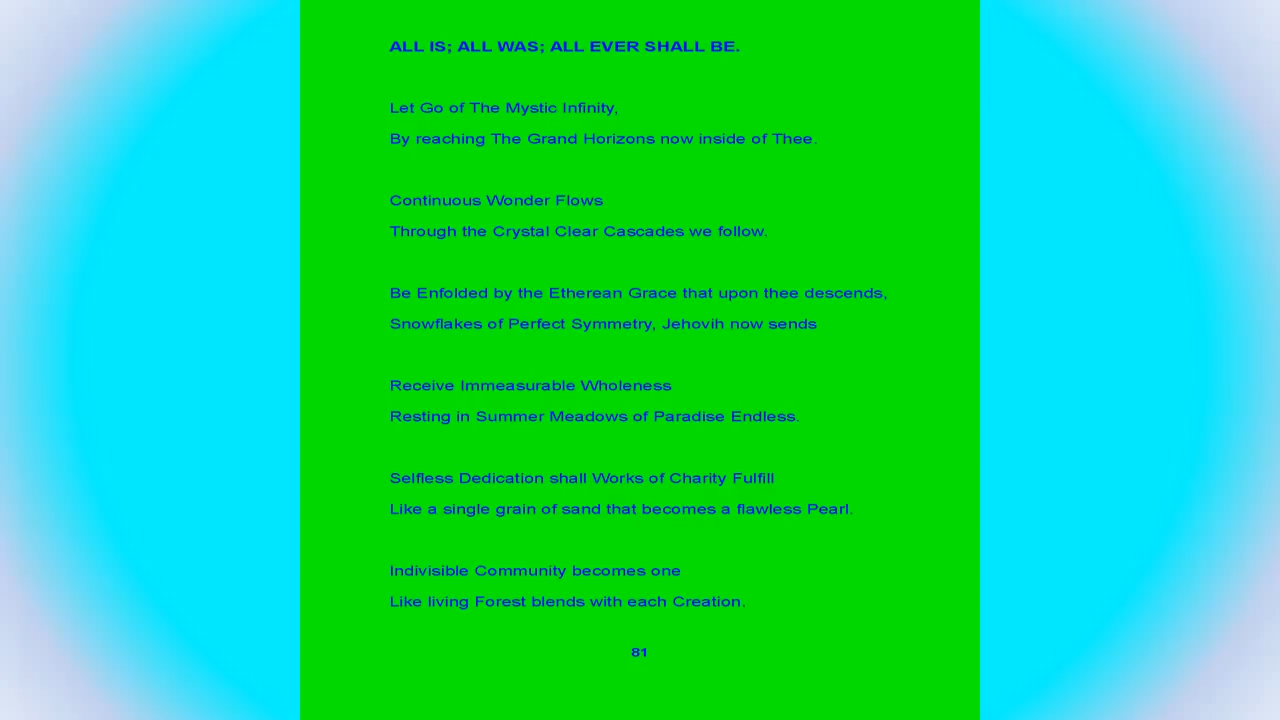 ALL IS; ALL WAS; ALL EVER SHALL BE.
Let Go of The Mystic Infinity,
By reaching The Grand Horizons now inside of Thee.
Continuous Wonder Flows
Through the Crystal Clear Cascades we follow.
Be Enfolded by the Etherean Grace that upon thee descends,
Snowflakes of Perfect Symmetry, Jehovih now sends
Receive Immeasurable Wholeness
Resting in Summer Meadows of Paradise Endless.
Selfless Dedication shall Works of Charity Fulfill
Like a single grain of sand that becomes a flawless Pearl.
Indivisible Community becomes one
Like living Forest blends with each Creation.
81